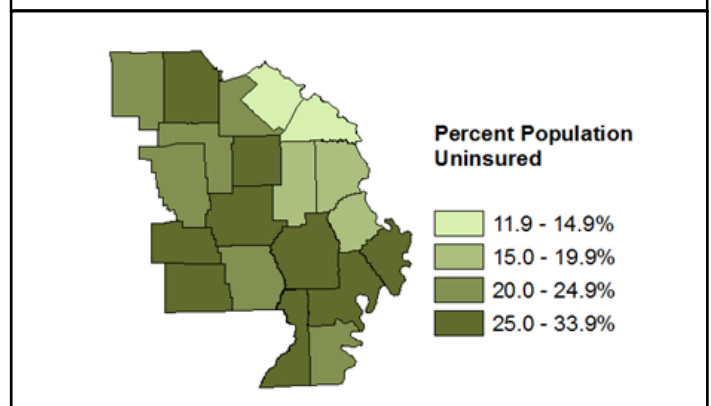 Percent Population
Uninsured
11.9 - 14.9%
15.0 - 19.9%
20.0 - 24.9%
25.0 - 33.9%